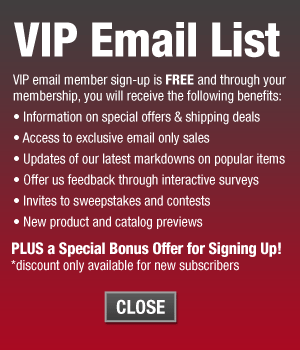 VIP Email List
VIP email member sign-up is FREE and through your
membership, you will receive the following benefits:
• Information on special offers & shipping deals
• Access to exclusive email only sales
• Updates of our latest markdowns on popular items
• Offer us feedback through interactive surveys
• Invites to sweepstakes and contests
• New product and catalog previews
PLUS a Special Bonus Offer for Signing Up!
*discount only available for new subscribers
CLOSE